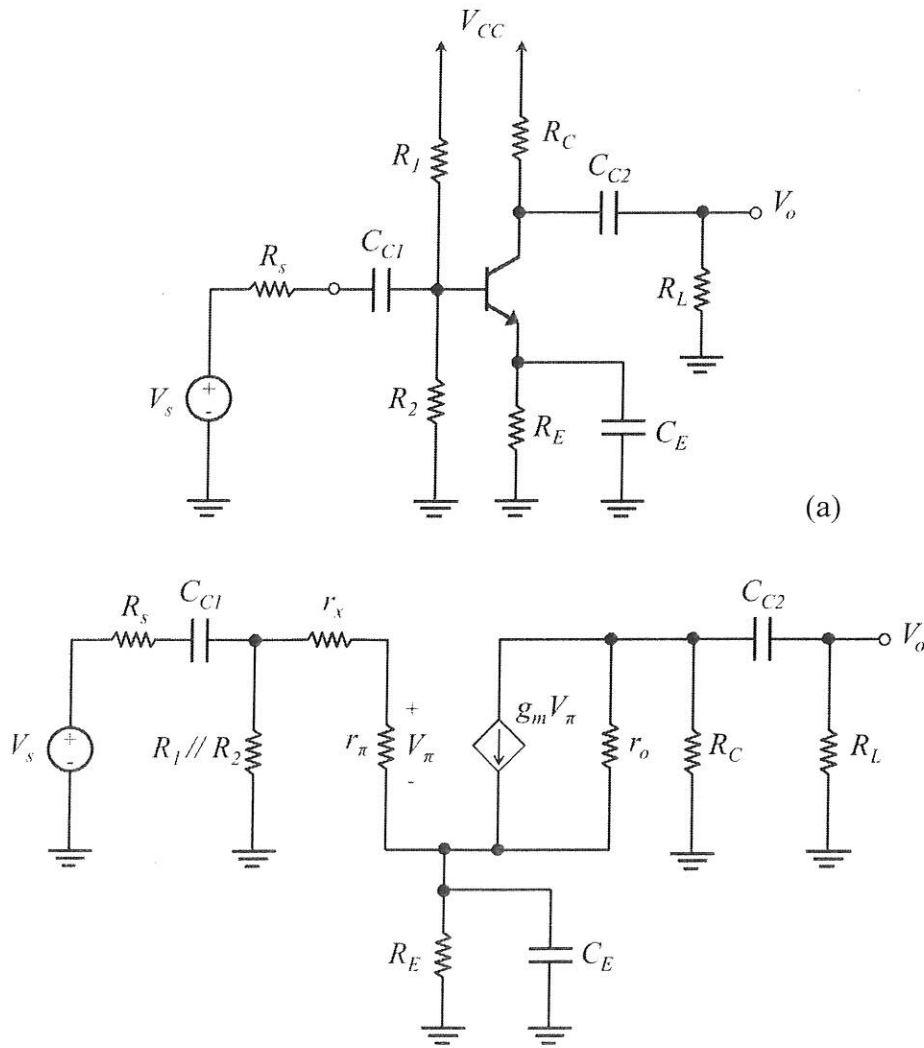 V_CC
R_1
R_C
C_C2
V_o
R_s
C_C1
R_L
V_s
+
-
R_2
R_E
C_E
(a)
R_s
C_C1
r_x
C_C2
V_o
V_s
+
-
R_1 // R_2
r_π
+
V_π
-
g_m V_π
r_o
R_C
R_L
R_E
C_E